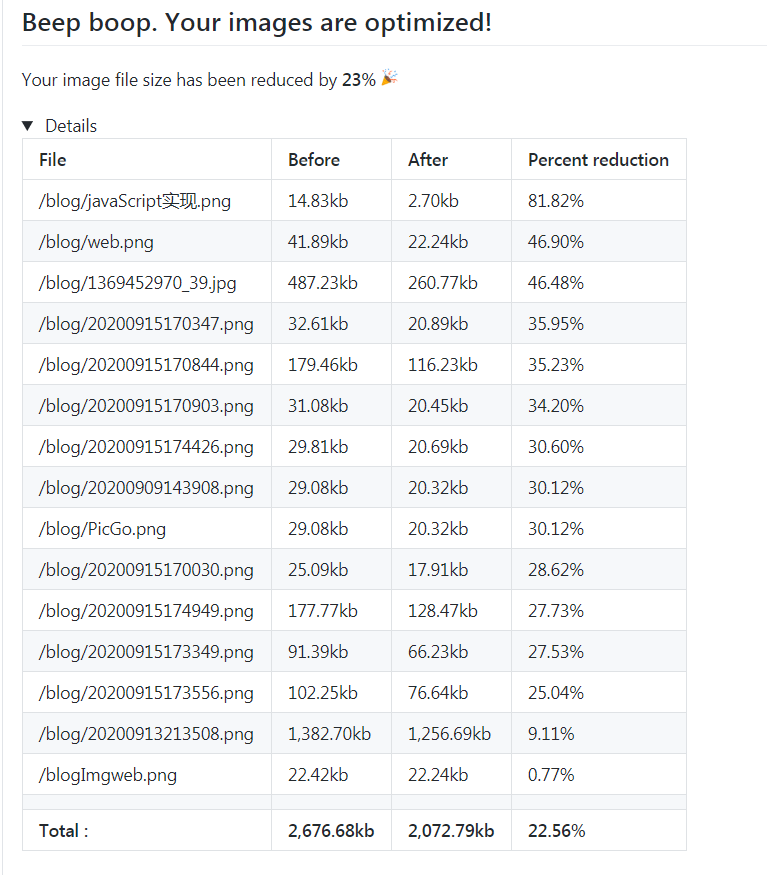 Beep boop. Your images are optimized!
Your image file size has been reduced by 23% 🎉
▼ Details
File Before After Percent reduction
/blog/javaScript实现.png 14.83kb 2.70kb 81.82%
/blog/web.png 41.89kb 22.24kb 46.90%
/blog/1369452970_39.jpg 487.23kb 260.77kb 46.48%
/blog/20200915170347.png 32.61kb 20.89kb 35.95%
/blog/20200915170844.png 179.46kb 116.23kb 35.23%
/blog/20200915170903.png 31.08kb 20.45kb 34.20%
/blog/20200915174426.png 29.81kb 20.69kb 30.60%
/blog/20200909143908.png 29.08kb 20.32kb 30.12%
/blog/PicGo.png 29.08kb 20.32kb 30.12%
/blog/20200915170030.png 25.09kb 17.91kb 28.62%
/blog/20200915174949.png 177.77kb 128.47kb 27.73%
/blog/20200915173349.png 91.39kb 66.23kb 27.53%
/blog/20200915173556.png 102.25kb 76.64kb 25.04%
/blog/20200913213508.png 1,382.70kb 1,256.69kb 9.11%
/blogImgweb.png 22.42kb 22.24kb 0.77%
Total : 2,676.68kb 2,072.79kb 22.56%